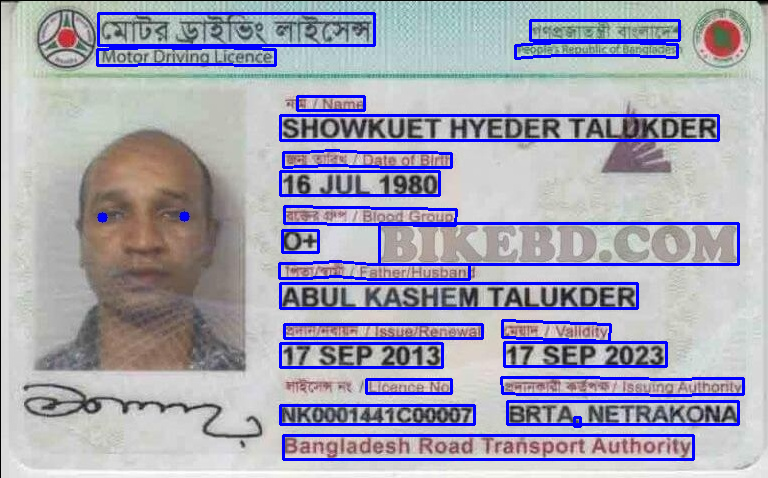 মোটর ড্রাইভিং লাইসেন্স
গণপ্রজাতন্ত্রী বাংলাদেশ
Motor Driving Licence
People's Republic of Bangladesh
নাম / Name
SHOWKUET HYEDER TALUKDER
জন্ম তারিখ / Date of Birth
16 JUL 1980
রক্তের গ্রুপ / Blood Group
O+
BIKEBD.COM
পিতা/স্বামী / Father/Husband
ABUL KASHEM TALUKDER
প্রদান/নবায়ন / Issue/Renewal
মেয়াদ / Validity
17 SEP 2013
17 SEP 2023
লাইসেন্স নং / Licence No
প্রদানকারী কর্তৃপক্ষ / Issuing Authority
NK0001441C00007
BRTA, NETRAKONA
Bangladesh Road Transport Authority